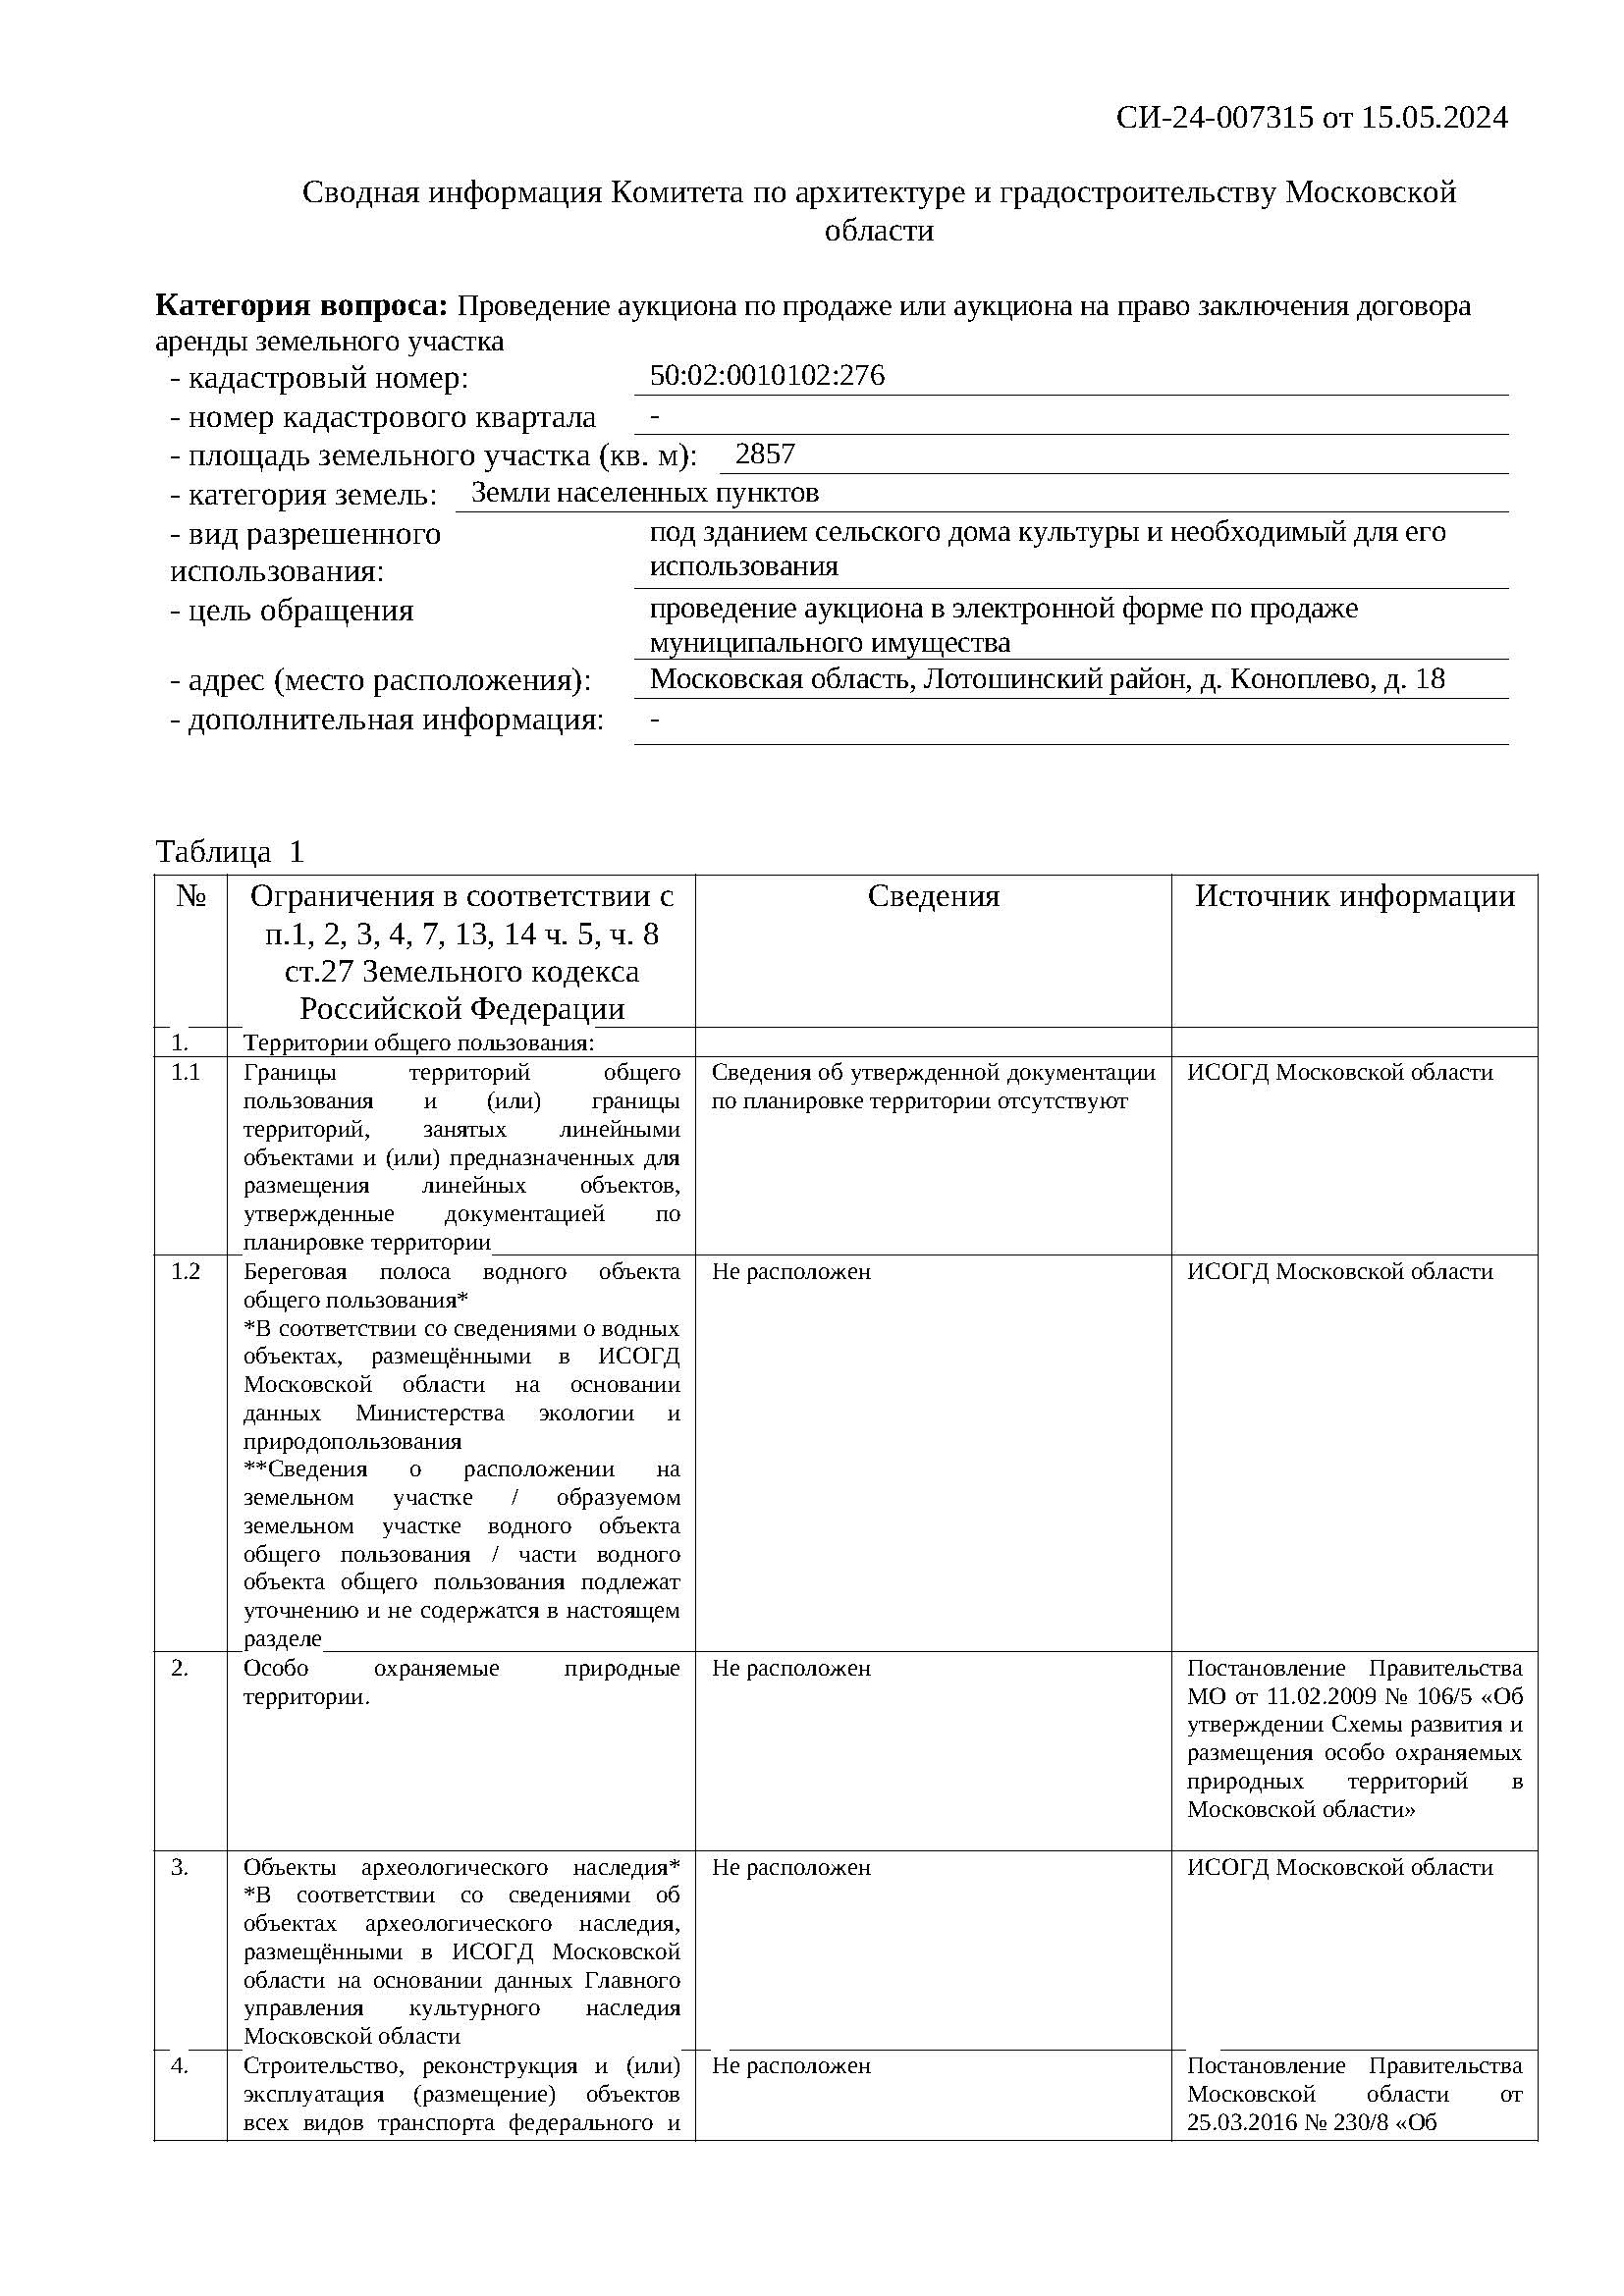 СИ-24-007315 от 15.05.2024
Сводная информация Комитета по архитектуре и градостроительству Московской
области
Категория вопроса: Проведение аукциона по продаже или аукциона на право заключения договора
аренды земельного участка
- кадастровый номер: 50:02:0010102:276
- номер кадастрового квартала -
- площадь земельного участка (кв. м): 2857
- категория земель: Земли населенных пунктов
- вид разрешенного
использования:
под зданием сельского дома культуры и необходимый для его
использования
- цель обращения
проведение аукциона в электронной форме по продаже
муниципального имущества
- адрес (место расположения): Московская область, Лотошинский район, д. Коноплево, д. 18
- дополнительная информация: -
Таблица 1
№
Ограничения в соответствии с
п.1, 2, 3, 4, 7, 13, 14 ч. 5, ч. 8
ст.27 Земельного кодекса
Российской Федерации
Сведения
Источник информации
1.
Территории общего пользования:
1.1
Границы территорий общего
пользования и (или) границы
территорий, занятых линейными
объектами и (или) предназначенных для
размещения линейных объектов,
утвержденные документацией по
планировке территории
Сведения об утвержденной документации
по планировке территории отсутствуют
ИСОГД Московской области
1.2
Береговая полоса водного объекта
общего пользования*
*В соответствии со сведениями о водных
объектах, размещёнными в ИСОГД
Московской области на основании
данных Министерства экологии и
природопользования
**Сведения о расположении на
земельном участке / образуемом
земельном участке водного объекта
общего пользования / части водного
объекта общего пользования подлежат
уточнению и не содержатся в настоящем
разделе
Не расположен
ИСОГД Московской области
2.
Особо охраняемые природные
территории.
Не расположен
Постановление Правительства
МО от 11.02.2009 № 106/5 «Об
утверждении Схемы развития и
размещения особо охраняемых
природных территорий в
Московской области»
3.
Объекты археологического наследия*
*В соответствии со сведениями об
объектах археологического наследия,
размещёнными в ИСОГД Московской
области на основании данных Главного
управления культурного наследия
Московской области
Не расположен
ИСОГД Московской области
4.
Строительство, реконструкция и (или)
эксплуатация (размещение) объектов
всех видов транспорта федерального и
Не расположен
Постановление Правительства
Московской области от
25.03.2016 № 230/8 «Об